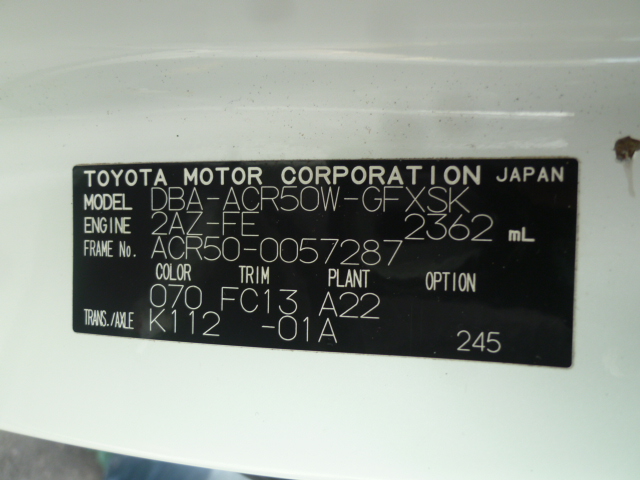 TOYOTA MOTOR CORPORATION JAPAN
MODEL DBA-ACR50W-GFXSK
ENGINE 2AZ-FE 2362 mL
FRAME No. ACR50-0057287
COLOR TRIM PLANT OPTION
070 FC13 A22
TRANS./AXLE K112 -01A
245